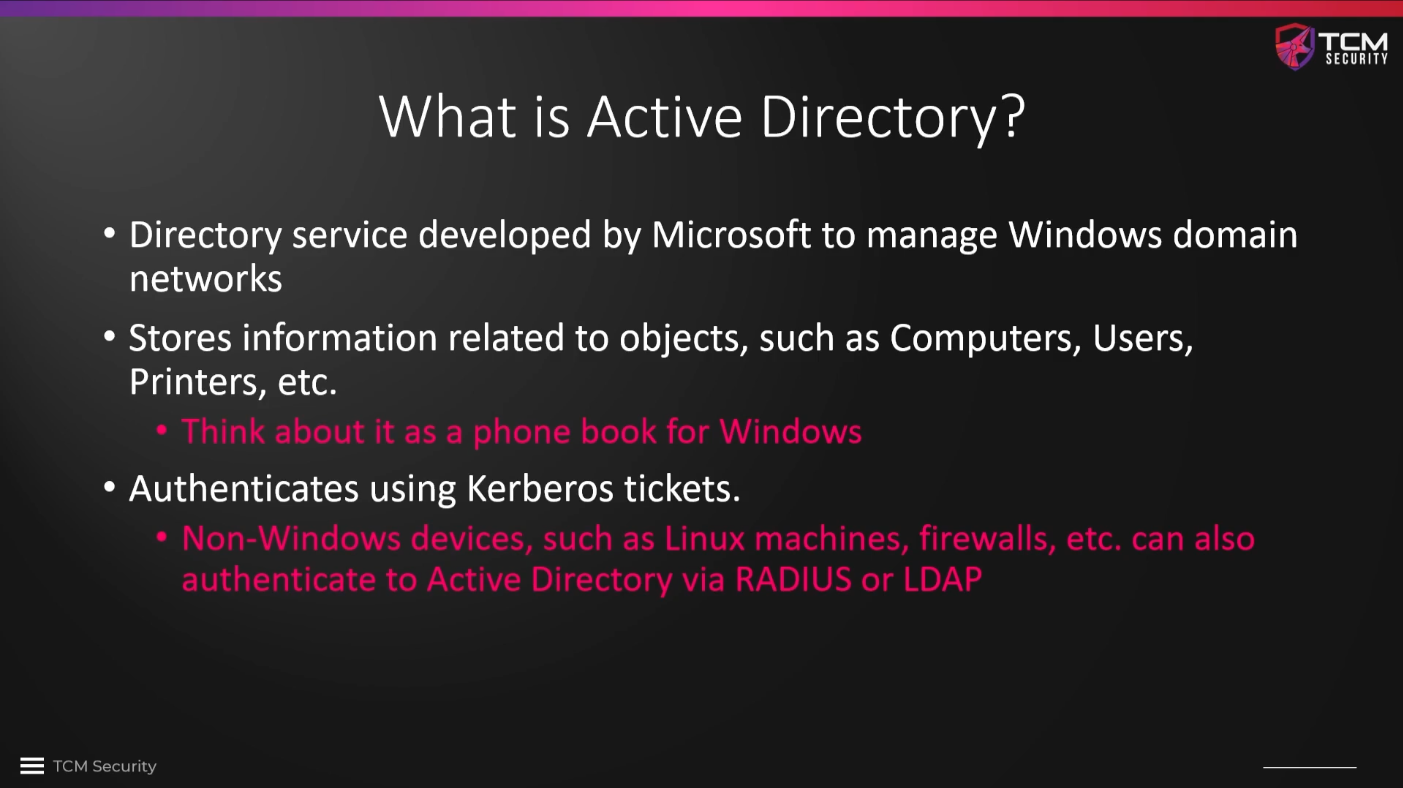 TCM
SECURITY
What is Active Directory?
• Directory service developed by Microsoft to manage Windows domain
networks
• Stores information related to objects, such as Computers, Users,
Printers, etc.
• Think about it as a phone book for Windows
• Authenticates using Kerberos tickets.
• Non-Windows devices, such as Linux machines, firewalls, etc. can also
authenticate to Active Directory via RADIUS or LDAP
TCM Security